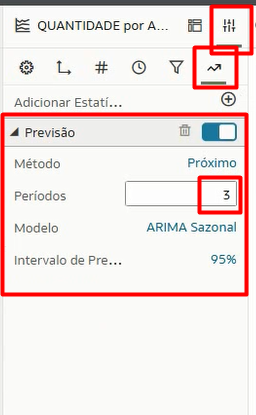 QUANTIDADE por A...
#
Adicionar Estatí...
Previsão
Método Próximo
Períodos 3
Modelo ARIMA Sazonal
Intervalo de Pre... 95%